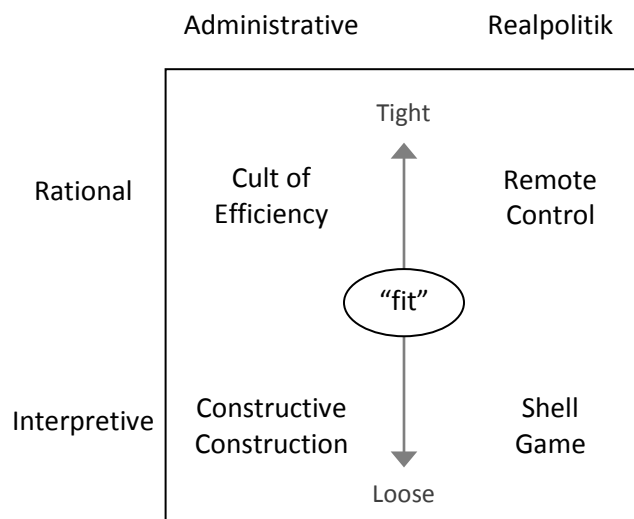 Administrative Realpolitik
Tight
Rational
Cult of
Efficiency
Remote
Control
“fit”
Interpretive
Constructive
Construction
Shell
Game
Loose